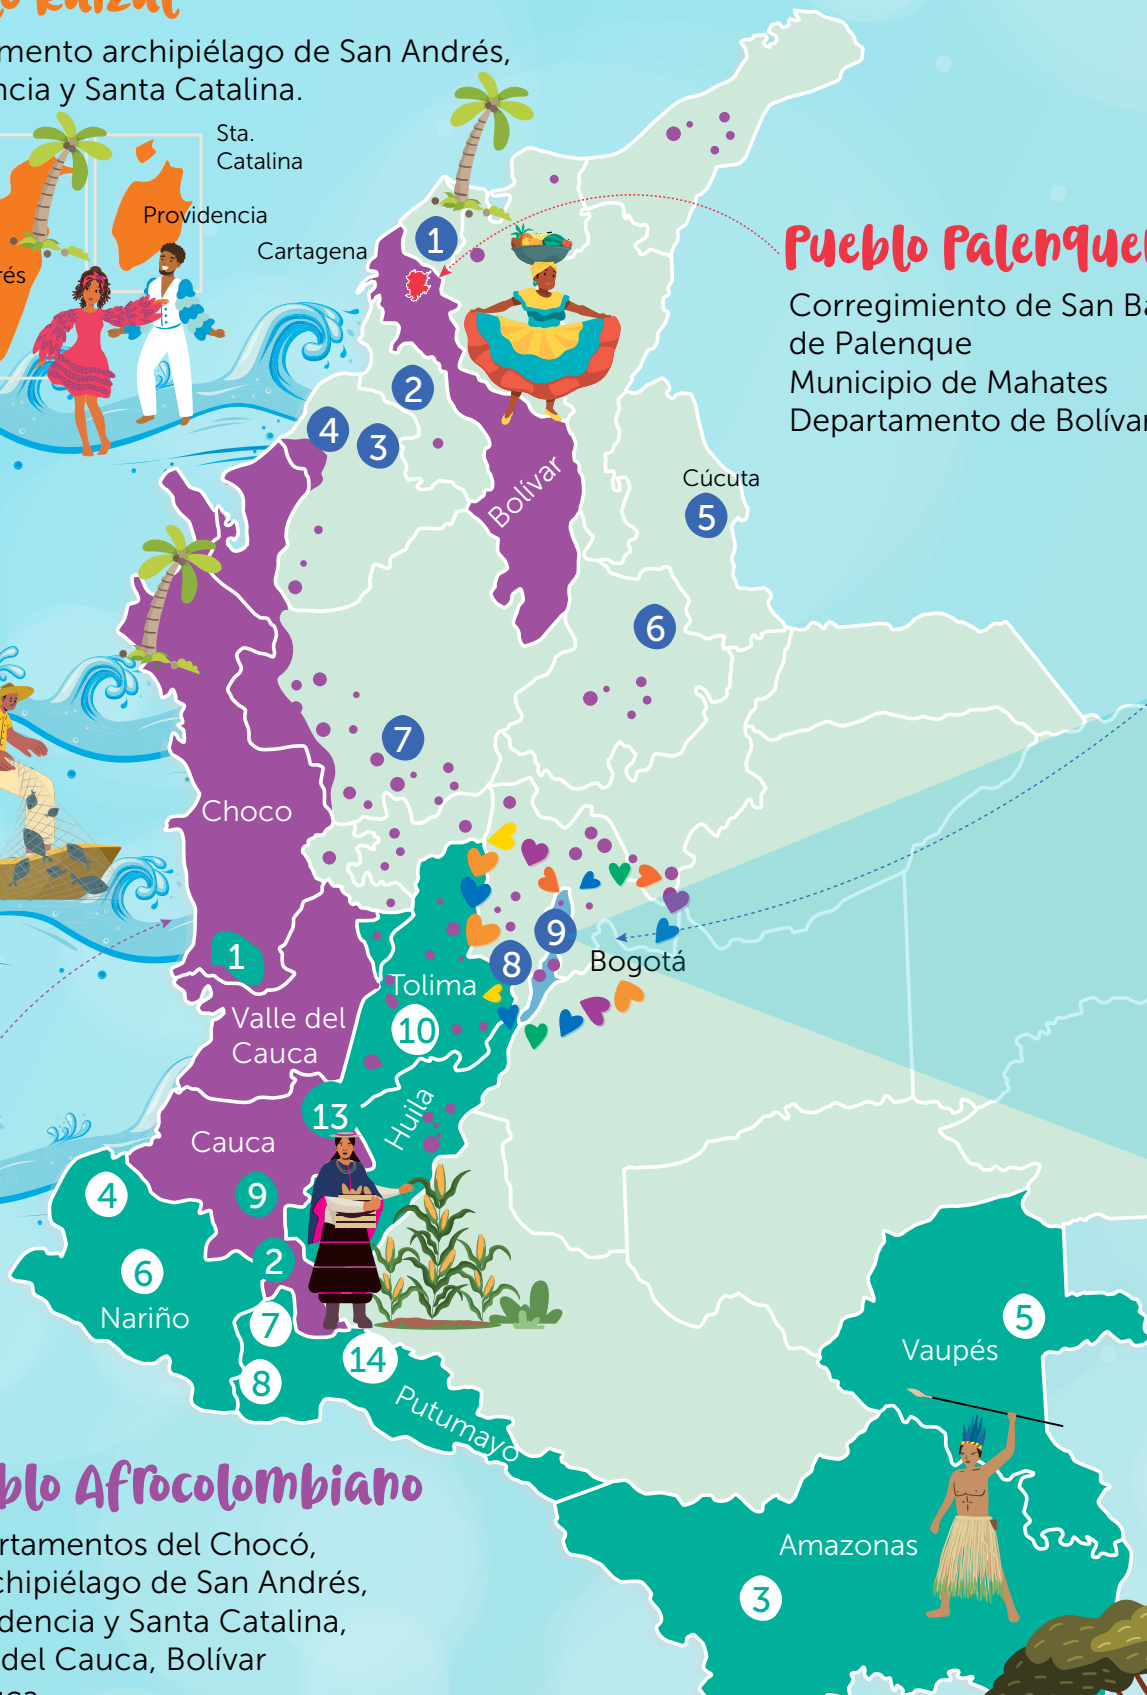 Raizal
mento archipiélago de San Andrés,
ncia y Santa Catalina.
Sta.
Catalina
Providencia
rés
Cartagena
1
Pueblo Palenque
Corregimiento de San Ba
de Palenque
Municipio de Mahates
Departamento de Bolívar
2
4
3
Bolívar
Cúcuta
5
6
7
Choco
1
9
8
Bogotá
Tolima
10
Valle del
Cauca
13
Huila
Cauca
4
9
2
6
Nariño
7
5
14
Vaupés
8
Putumayo
blo Afrocolombiano
rtamentos del Chocó,
chipiélago de San Andrés,
dencia y Santa Catalina,
del Cauca, Bolívar
Amazonas
3